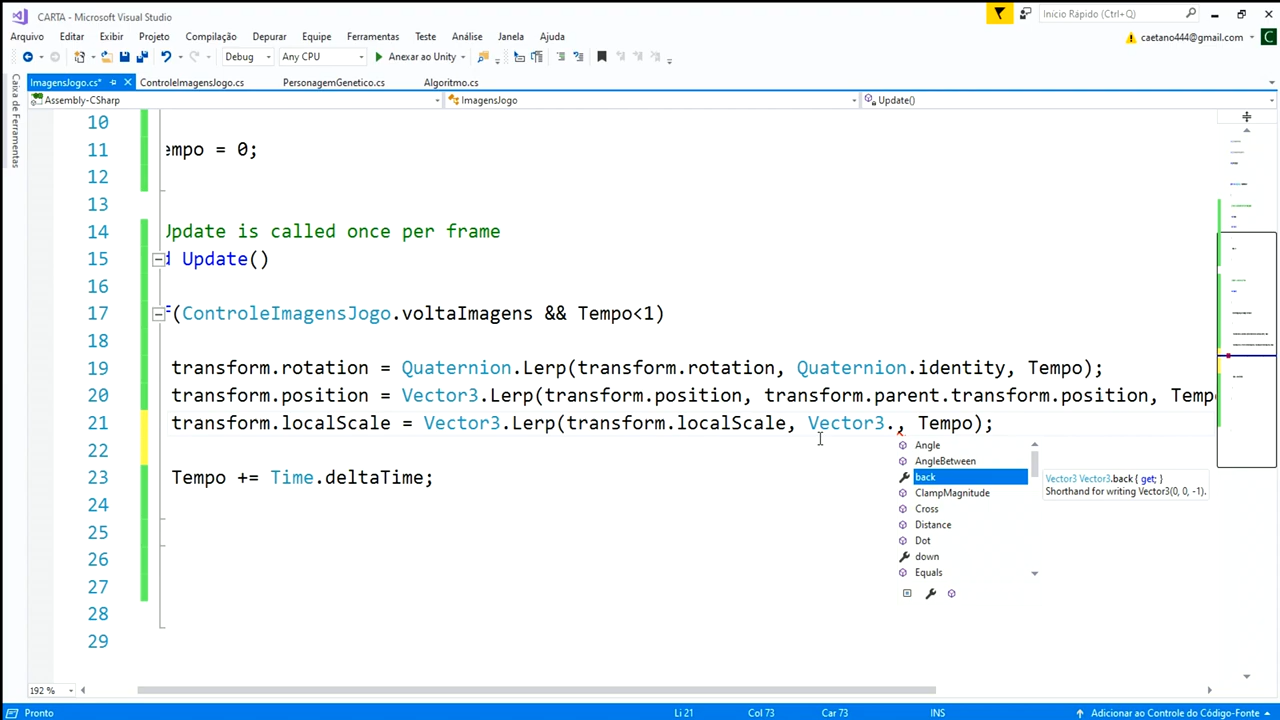 CARTA - Microsoft Visual Studio
Início Rápido (Ctrl+Q)
Arquivo Editar Exibir Projeto Compilação Depurar Equipe Ferramentas Teste Análise Janela Ajuda
caetano444@gmail.com C
Debug Any CPU Anexar ao Unity
ImagensJogo.cs* ControleImagensJogo.cs PersonagemGenetico.cs Algoritmo.cs
Caixa de Ferramentas
Assembly-CSharp ImagensJogo Update()
10
11 empo = 0;
12
13
14 Update is called once per frame
15 d Update()
16
17 f(ControleImagensJogo.voltaImagens && Tempo<1)
18
19 transform.rotation = Quaternion.Lerp(transform.rotation, Quaternion.identity, Tempo);
20 transform.position = Vector3.Lerp(transform.position, transform.parent.transform.position, Temp
21 transform.localScale = Vector3.Lerp(transform.localScale, Vector3., Tempo);
22
23 Tempo += Time.deltaTime;
24
25
26
27
28
29
Angle
AngleBetween
back
ClampMagnitude
Cross
Distance
Dot
down
Equals
Vector3 Vector3.back { get; }
Shorthand for writing Vector3(0, 0, -1).
192 %
Pronto Li 21 Col 73 Car 73 INS Adicionar ao Controle do Código-Fonte